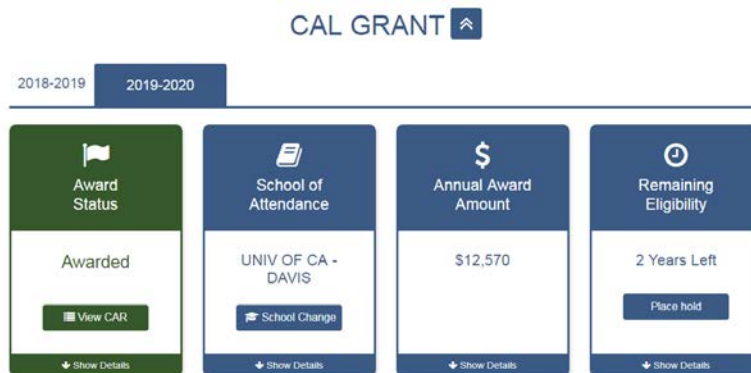 CAL GRANT
2018-2019
2019-2020
Award
Status
Awarded
View CAR
Show Details
School of
Attendance
UNIV OF CA -
DAVIS
School Change
Show Details
$
Annual Award
Amount
$12,570
Show Details
Remaining
Eligibility
2 Years Left
Place hold
Show Details